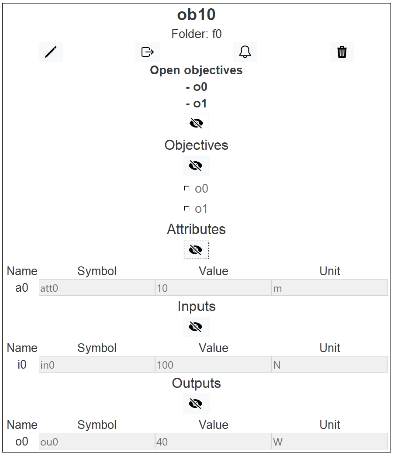 ob10
Folder: f0
Open objectives
- o0
- o1
Objectives
o0
o1
Attributes
Name Symbol Value Unit
a0 att0 10 m
Inputs
Name Symbol Value Unit
i0 in0 100 N
Outputs
Name Symbol Value Unit
o0 ou0 40 W